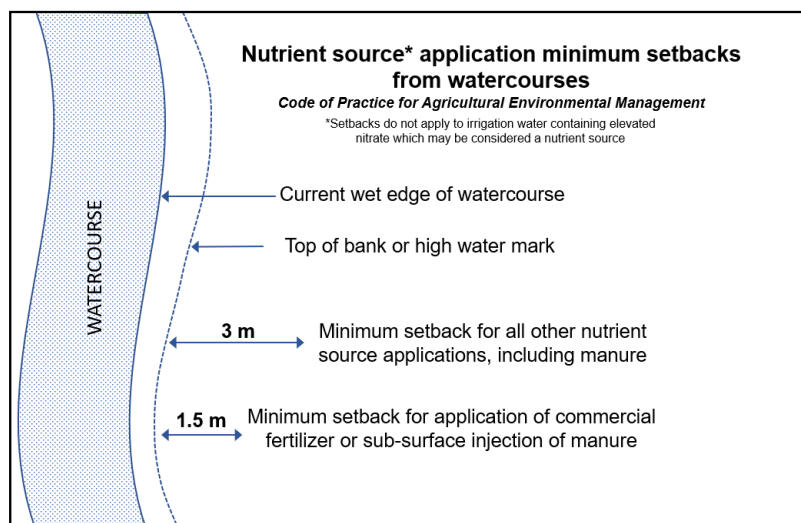 Nutrient source* application minimum setbacks
from watercourses
Code of Practice for Agricultural Environmental Management
*Setbacks do not apply to irrigation water containing elevated
nitrate which may be considered a nutrient source
WATERCOURSE
Current wet edge of watercourse
Top of bank or high water mark
3 m
Minimum setback for all other nutrient
source applications, including manure
1.5 m
Minimum setback for application of commercial
fertilizer or sub-surface injection of manure